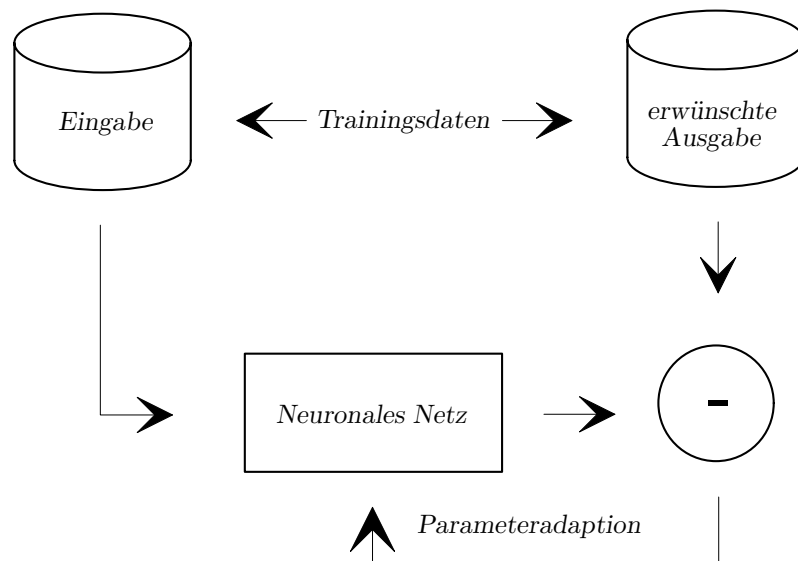 Eingabe
Trainingsdaten
erwünschte
Ausgabe
Neuronales Netz
-
Parameteradaption